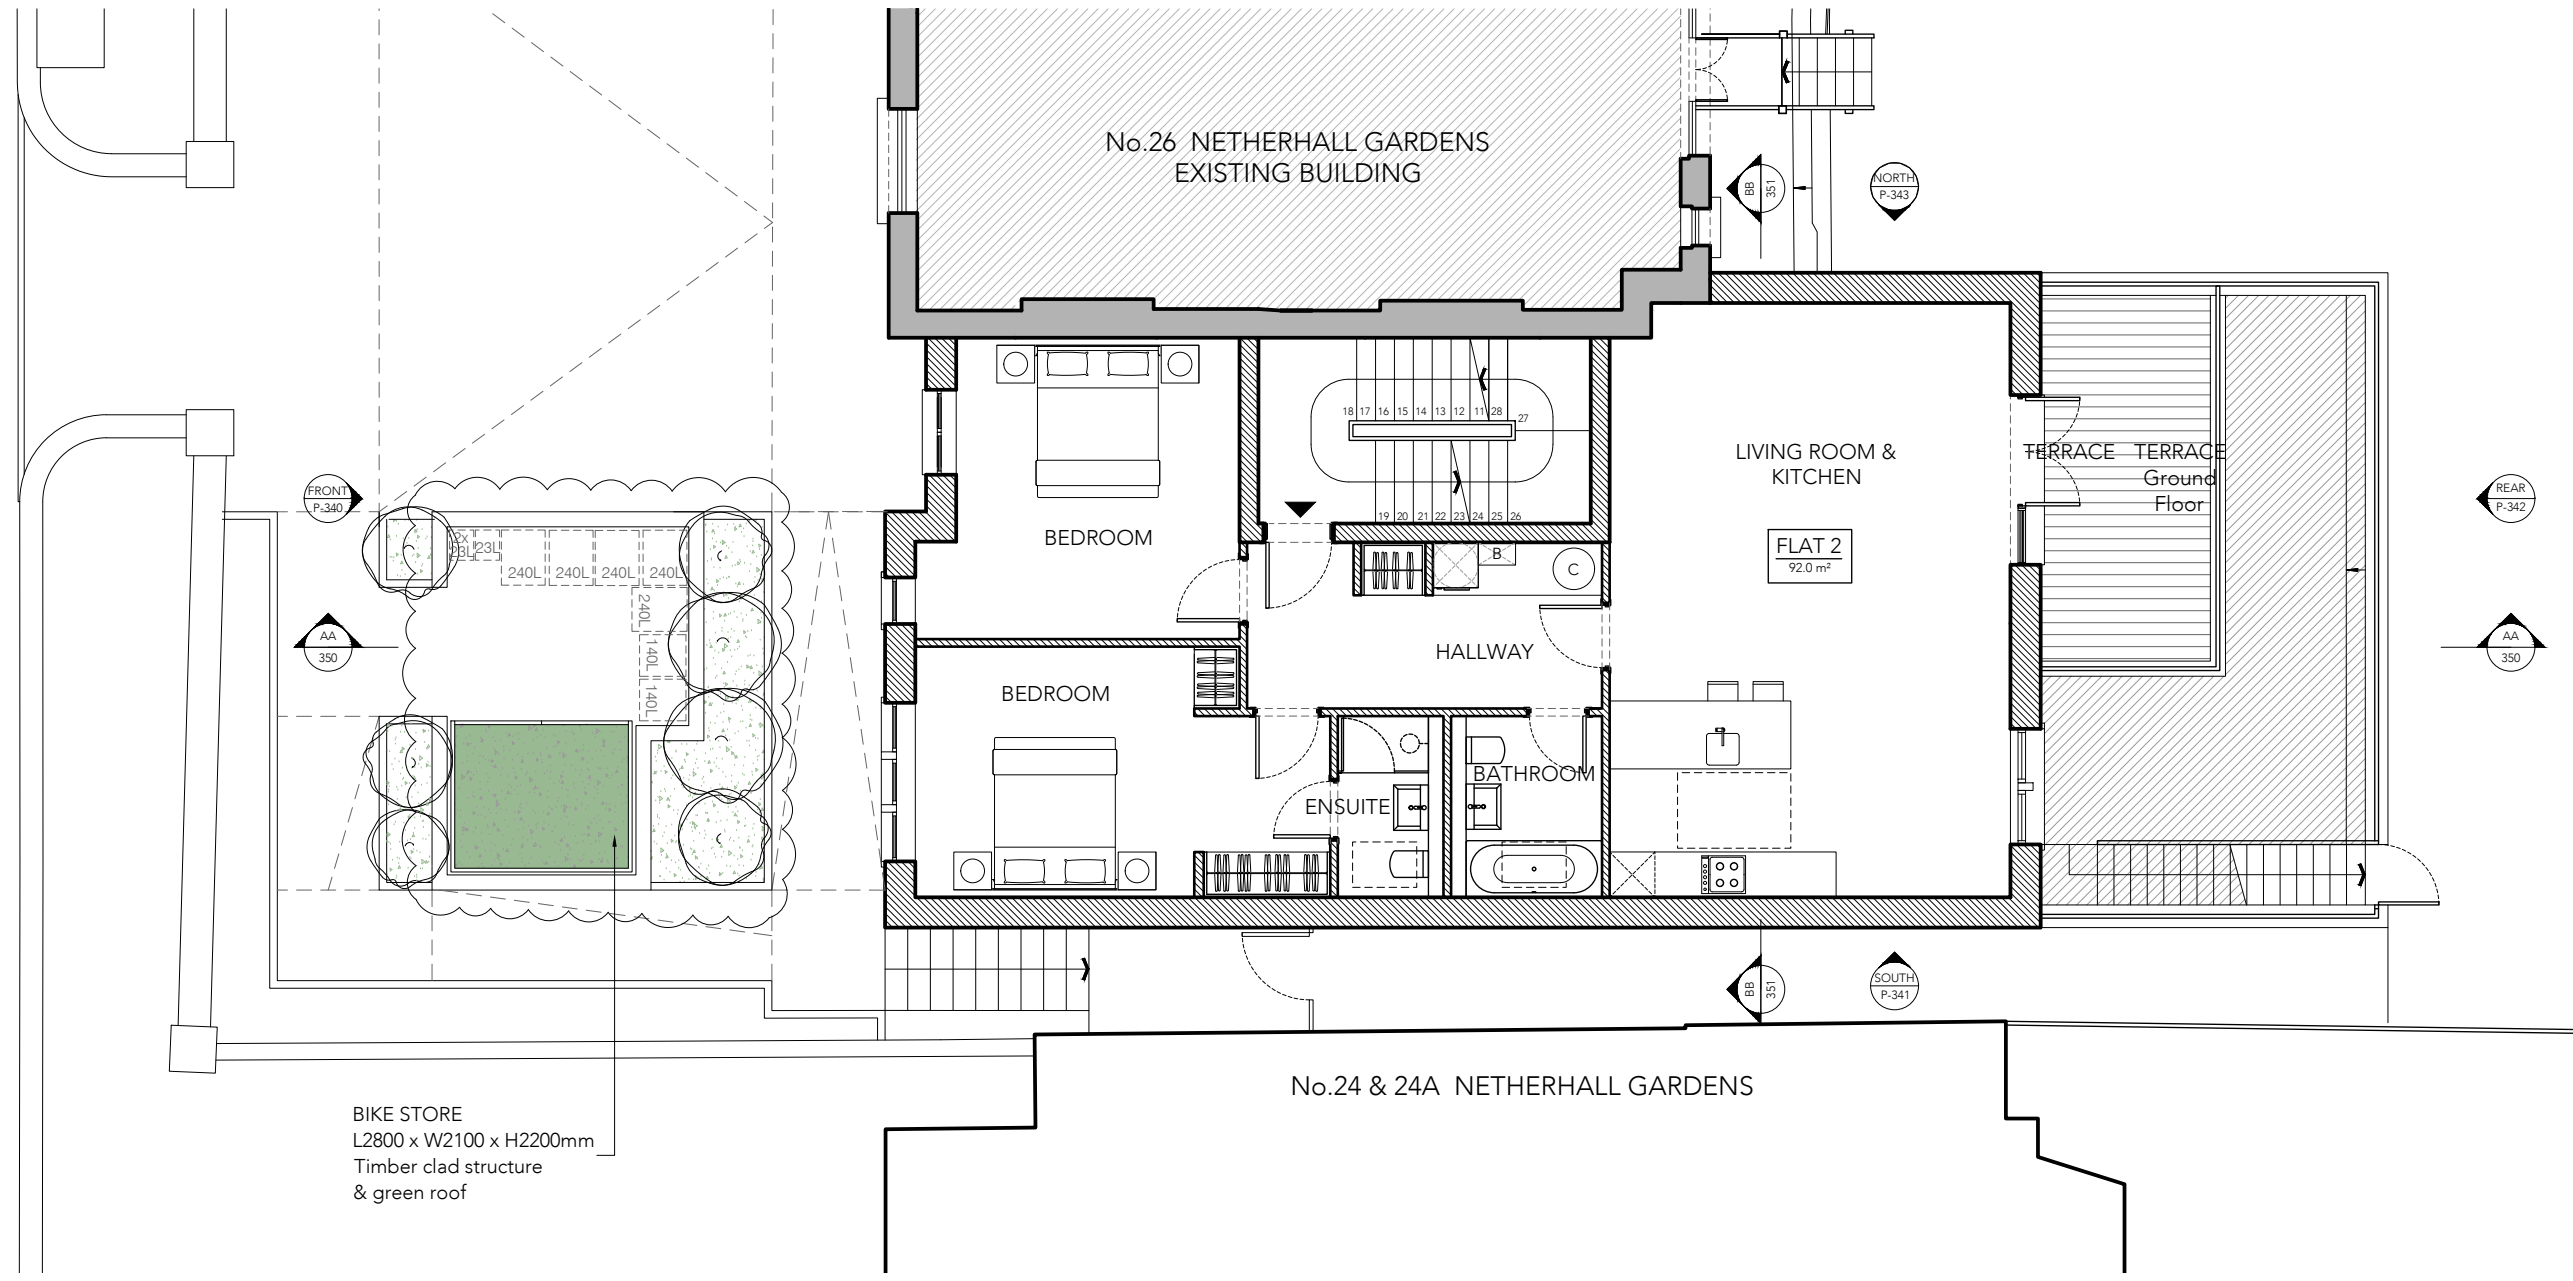 No.26 NETHERHALL GARDENS
EXISTING BUILDING
BB
351
NORTH
P-343
18 17 16 15 14 13 12 11 28
27
19 20 21 22 23 24 25 26
LIVING ROOM &
KITCHEN
TERRACE
TERRACE
Ground
Floor
FRONT
P-340
REAR
P-342
2x
23L
23L
240L
240L
240L
240L
240L
140L
140L
BEDROOM
B
C
FLAT 2
92.0 m²
AA
350
HALLWAY
AA
350
BEDROOM
BATHROOM
ENSUITE
BB
351
SOUTH
P-341
No.24 & 24A NETHERHALL GARDENS
BIKE STORE
L2800 x W2100 x H2200mm
Timber clad structure
& green roof